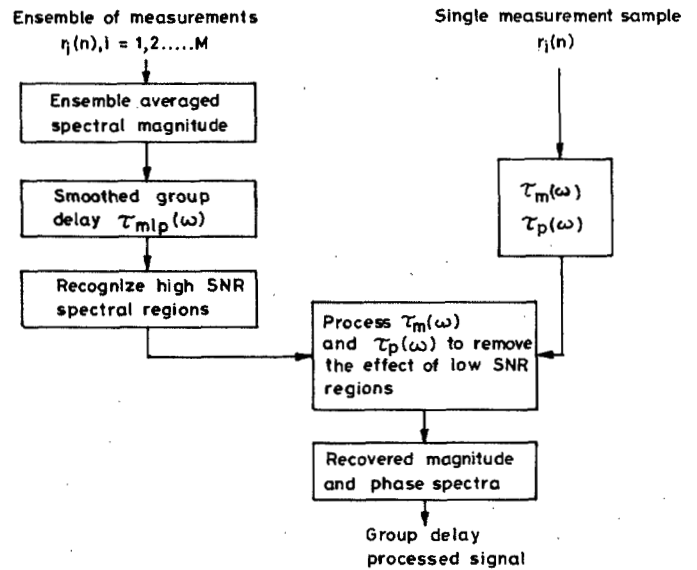 Ensemble of measurements
rᵢ(n), i = 1,2.....M
Ensemble averaged
spectral magnitude
Smoothed group
delay τmlp(ω)
Recognize high SNR
spectral regions
Single measurement sample
rᵢ(n)
τm(ω)
τp(ω)
Process τm(ω)
and τp(ω) to remove
the effect of low SNR
regions
Recovered magnitude
and phase spectra
Group delay
processed signal